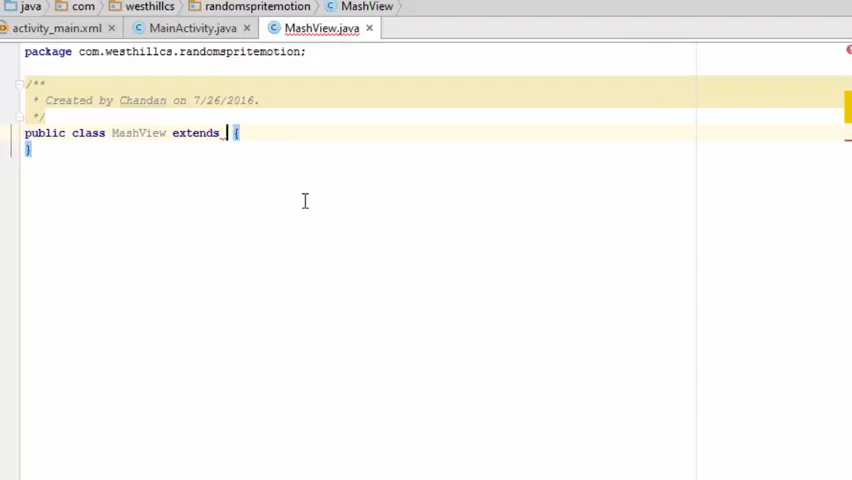 java com westhillcs randomspritemotion MashView
activity_main.xml MainActivity.java MashView.java
package com.westhillcs.randomspritemotion;
/**
* Created by Chandan on 7/26/2016.
*/
public class MashView extends {
}